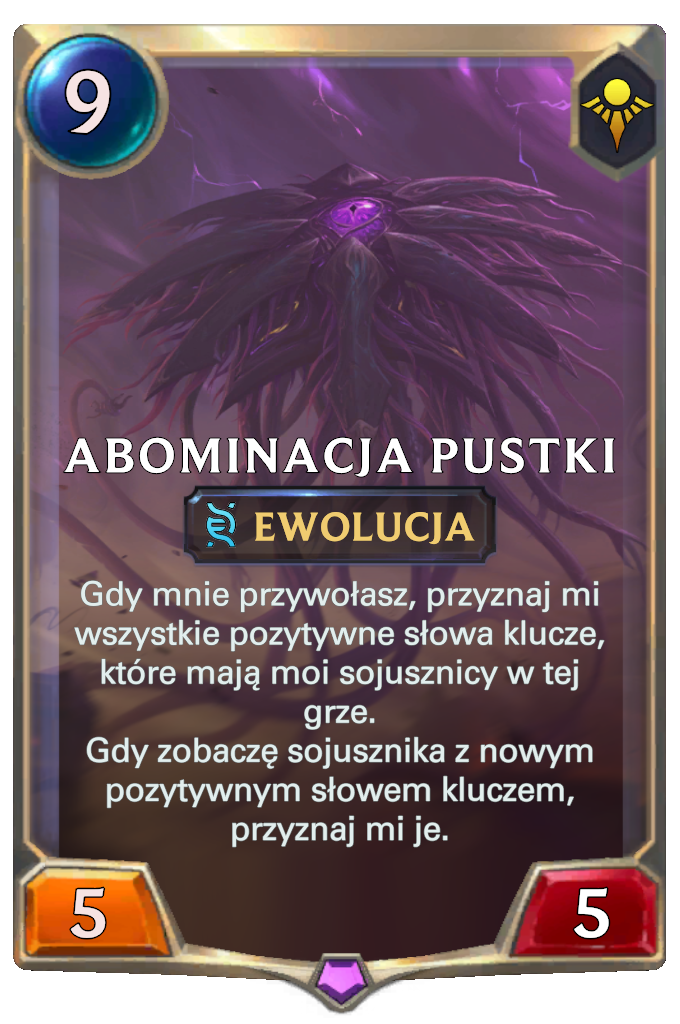 9
ABOMINACJA PUSTKI
EWOLUCJA
Gdy mnie przywołasz, przyznaj mi
wszystkie pozytywne słowa klucze,
które mają moi sojusznicy w tej
grze.
Gdy zobaczę sojusznika z nowym
pozytywnym słowem kluczem,
przyznaj mi je.
5 5